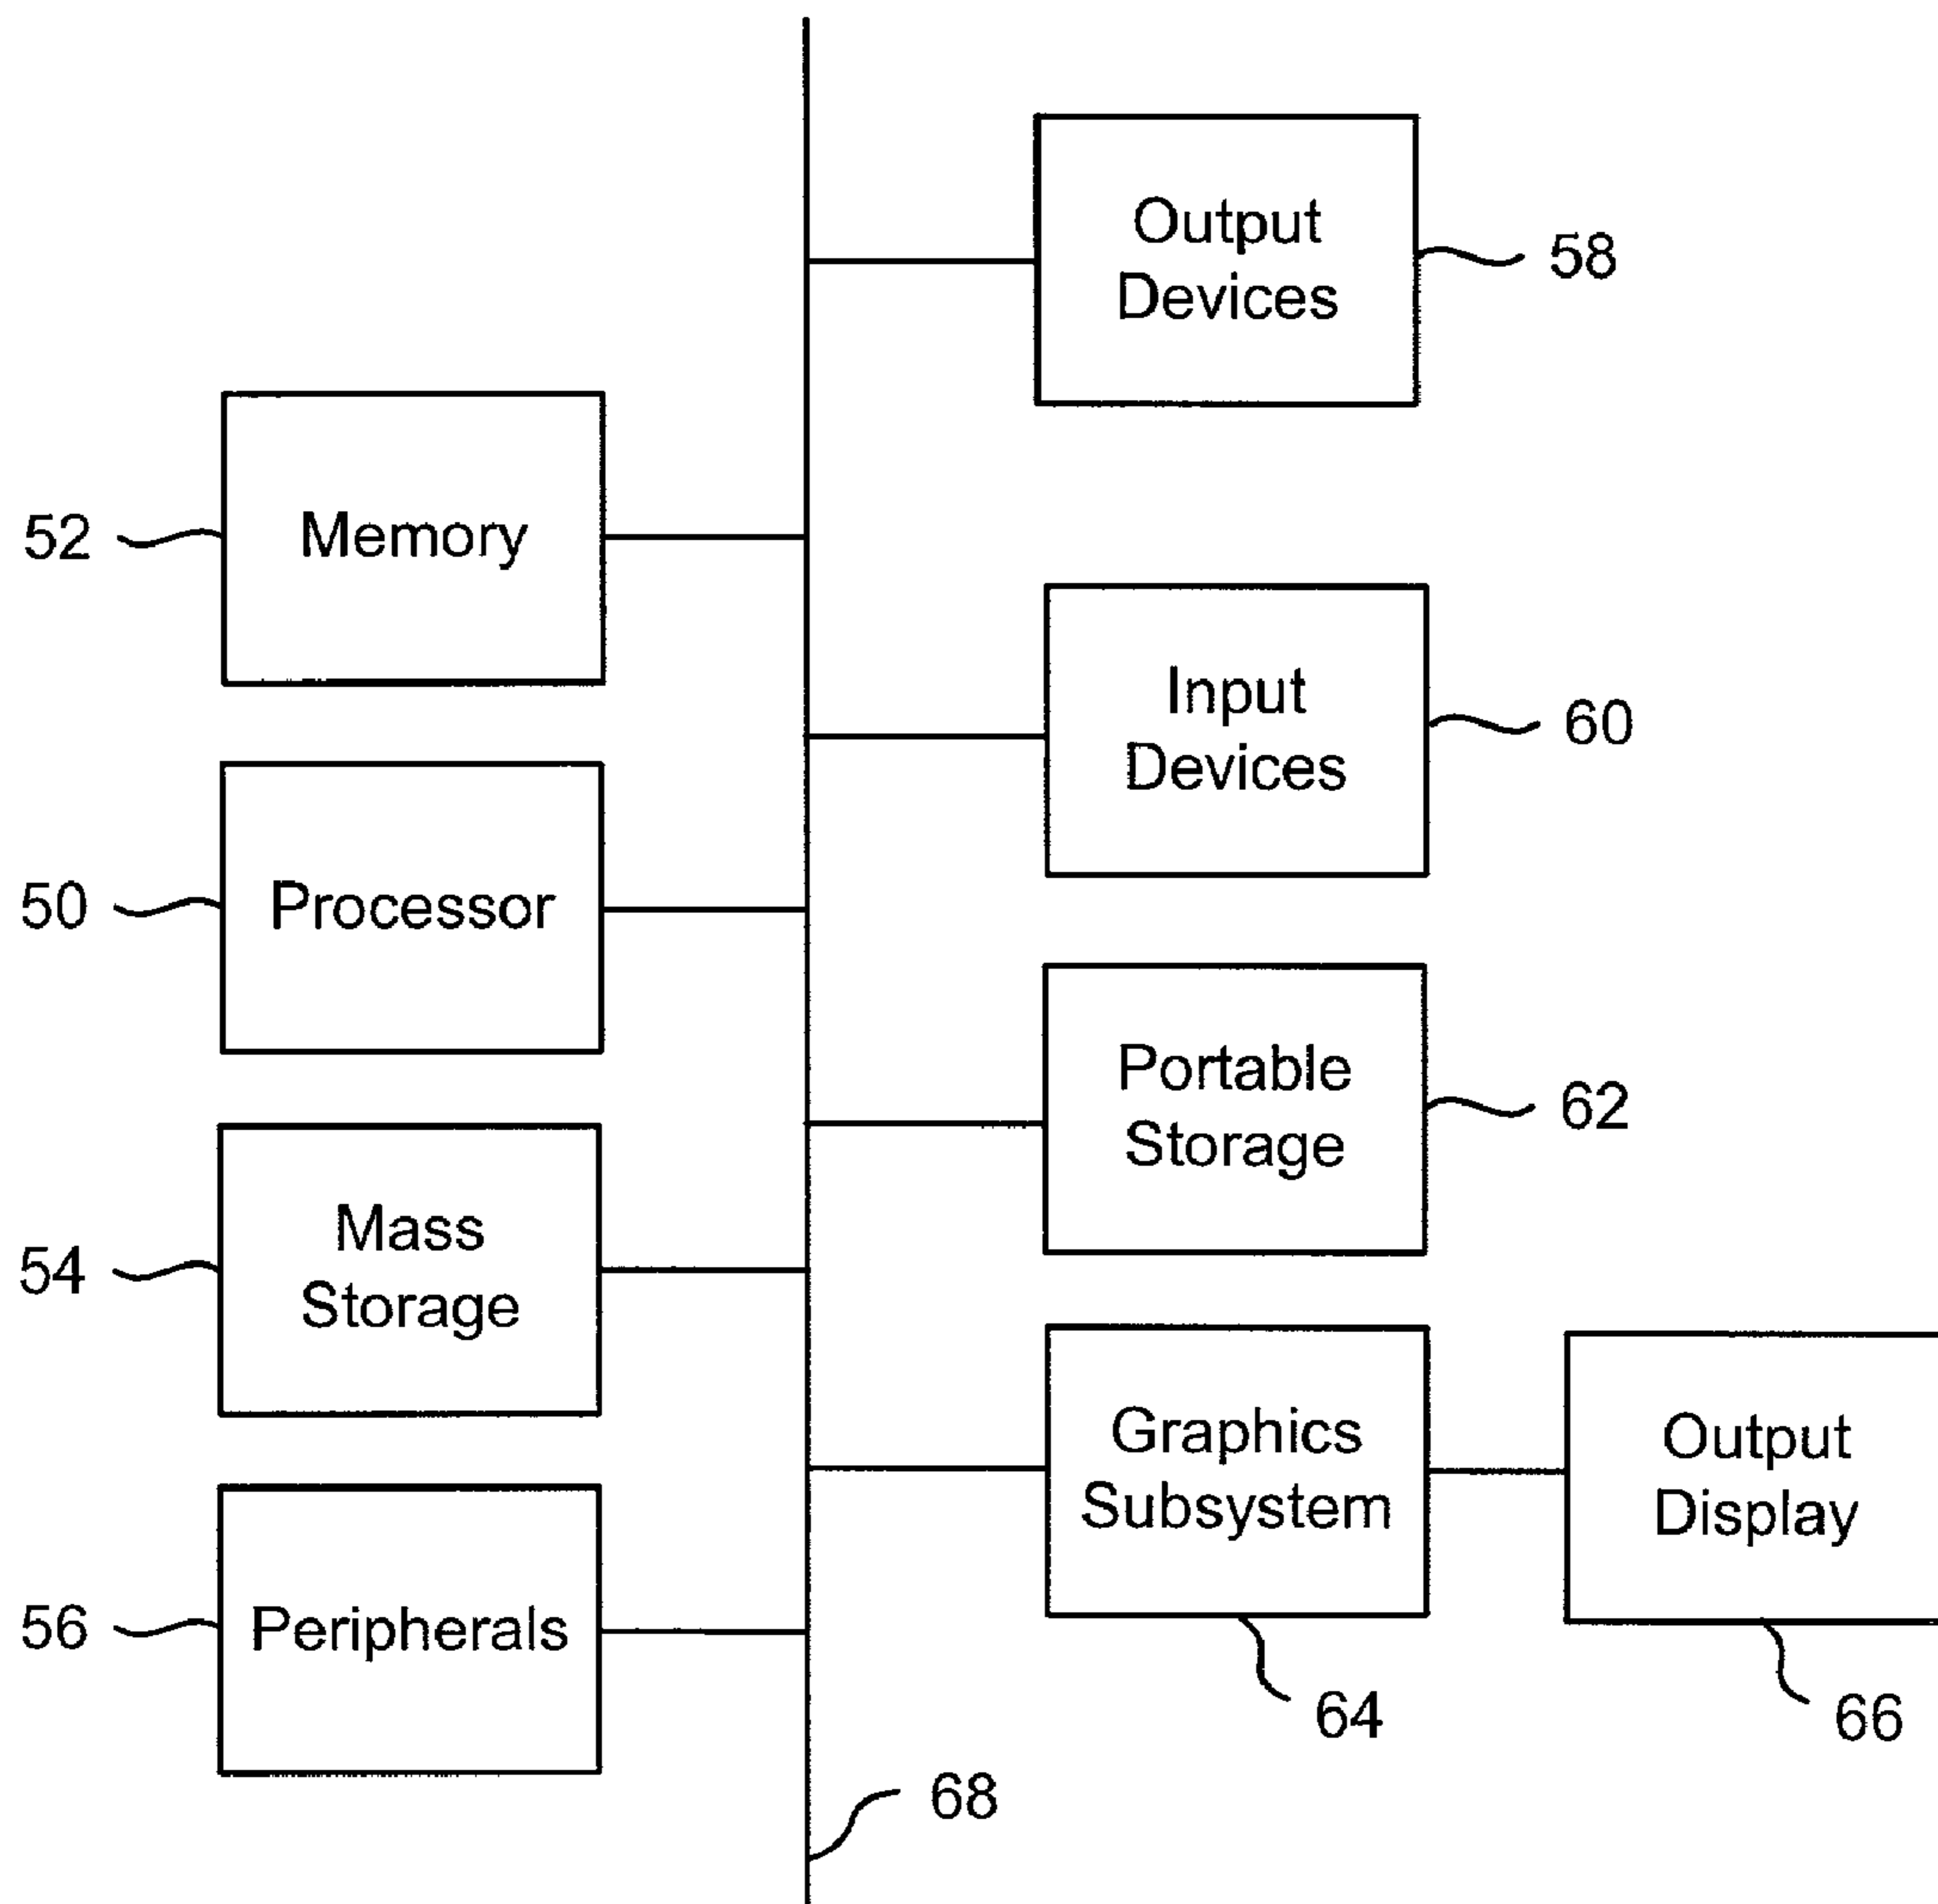 Output
Devices
58
52
Memory
Input
Devices
60
50
Processor
Portable
Storage
62
54
Mass
Storage
Graphics
Subsystem
Output
Display
56
Peripherals
64
66
68